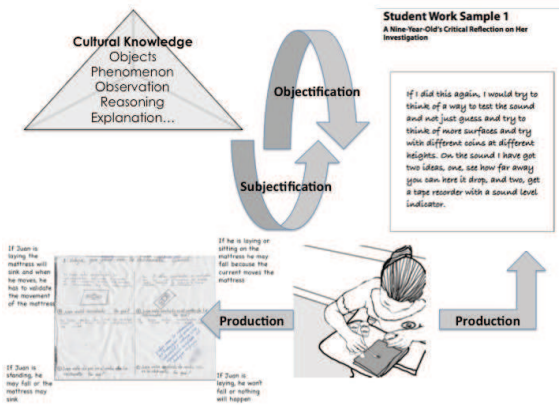 Cultural Knowledge
Objects
Phenomenon
Observation
Reasoning
Explanation...
Objectification
Subjectification
Student Work Sample 1
A Nine-Year-Old's Critical Reflection on Her
Investigation
If I did this again, I would try to
think of a way to test the sound
and not just guess and try to
think of more surfaces and try
with different coins at different
heights. On the sound I have got
two ideas, one, see how far away
you can here it drop, and two, get
a tape recorder with a sound level
indicator.
If Juan is
laying the
mattress will
sink and when
he moves, he
has to validate
the movement
of the mattress
If he is laying or
sitting on the
mattress he may
fall because the
current moves the
mattress
Production
Production
If Juan is
standing, he
may fall or the
mattress may
sink
If Juan is
laying, he won't
fall or nothing
will happen